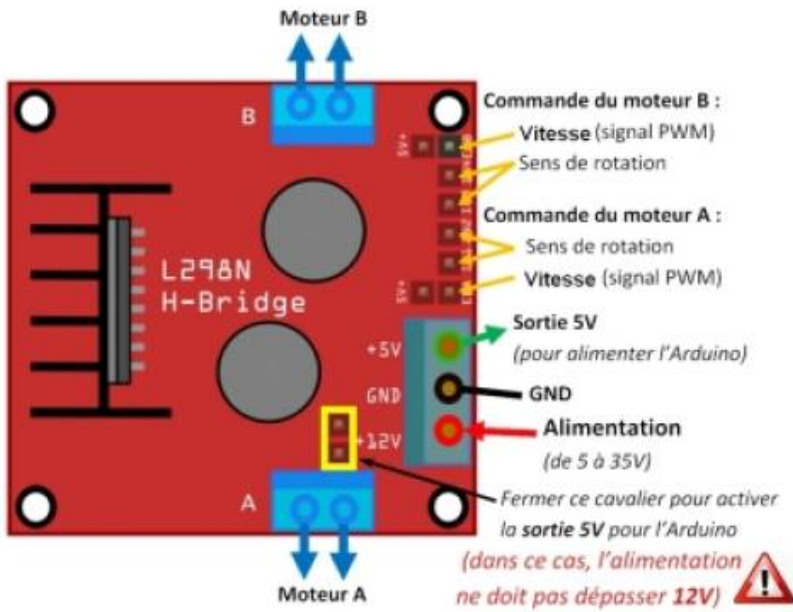 Moteur B
B
Commande du moteur B :
5V+
Vitesse (signal PWM)
Sens de rotation
Commande du moteur A :
Sens de rotation
5V+
Vitesse (signal PWM)
L298N
H-Bridge
Sortie 5V
+5V
(pour alimenter l'Arduino)
GND
GND
Alimentation
+12V
(de 5 à 35V)
A
Fermer ce cavalier pour activer
la sortie 5V pour l'Arduino
(dans ce cas, l'alimentation
ne doit pas dépasser 12V)
!
Moteur A